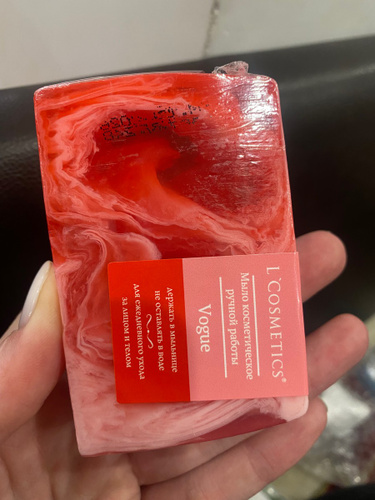 L'COSMETICS®
Мыло косметическое
ручной работы
Vogue
держать в мыльнице
не оставлять в воде
для ежедневного ухода
за лицом и телом